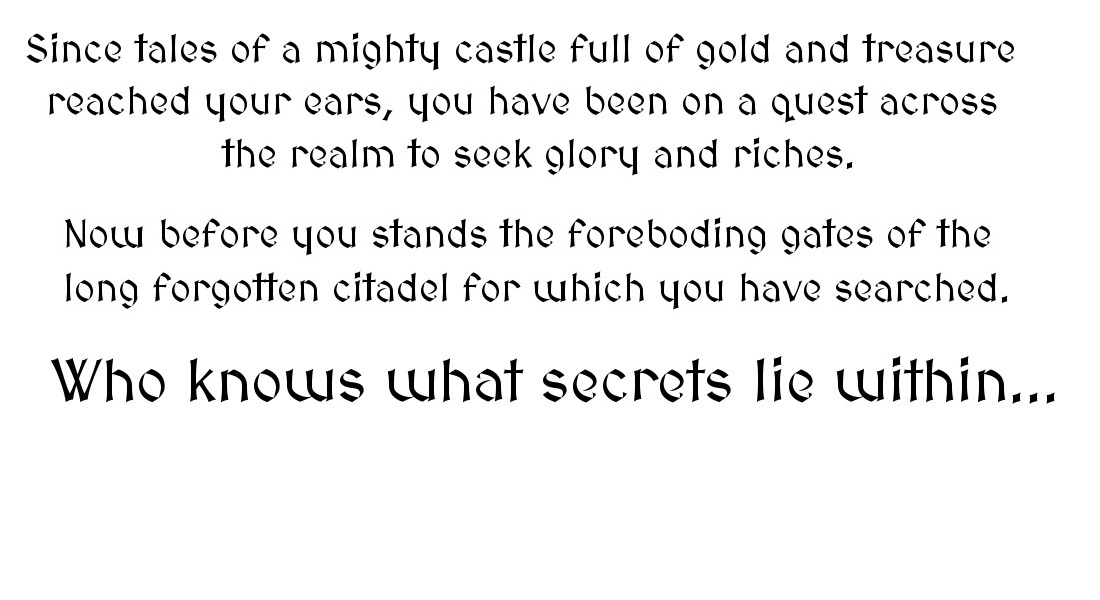 Since tales of a mighty castle full of gold and treasure
reached your ears, you have been on a quest across
the realm to seek glory and riches.
Now before you stands the foreboding gates of the
long forgotten citadel for which you have searched.
Who knows what secrets lie within...